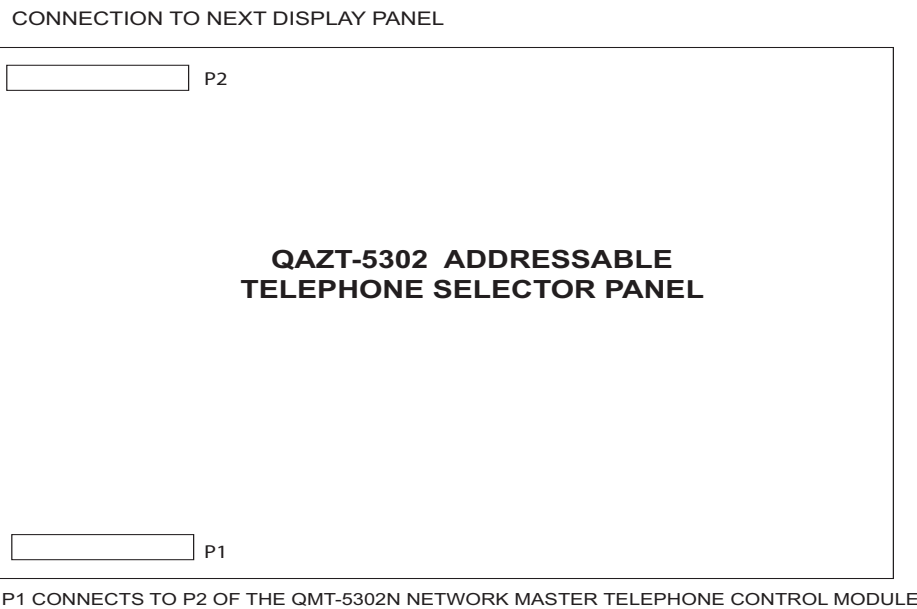 CONNECTION TO NEXT DISPLAY PANEL
P2
QAZT-5302 ADDRESSABLE
TELEPHONE SELECTOR PANEL
P1
P1 CONNECTS TO P2 OF THE QMT-5302N NETWORK MASTER TELEPHONE CONTROL MODULE